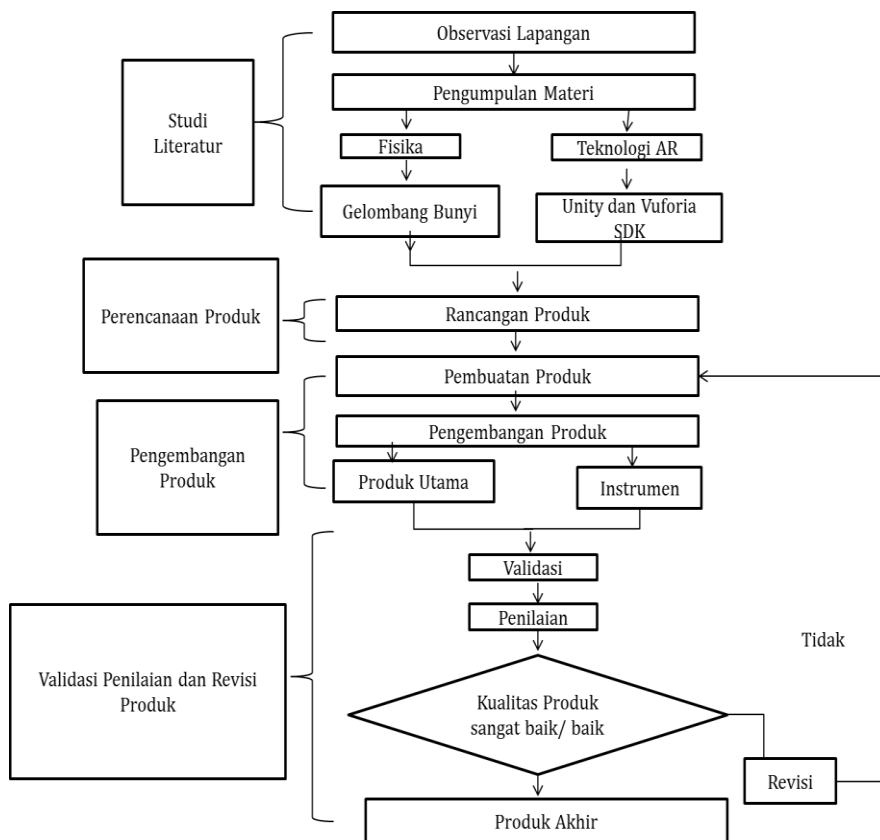 Observasi Lapangan
Pengumpulan Materi
Studi
Literatur
Fisika
Teknologi AR
Gelombang Bunyi
Unity dan Vuforia
SDK
Perencanaan Produk
Rancangan Produk
Pembuatan Produk
Pengembangan
Produk
Pengembangan Produk
Produk Utama
Instrumen
Validasi
Penilaian
Tidak
Validasi Penilaian dan Revisi
Produk
Kualitas Produk
sangat baik/ baik
Revisi
Produk Akhir